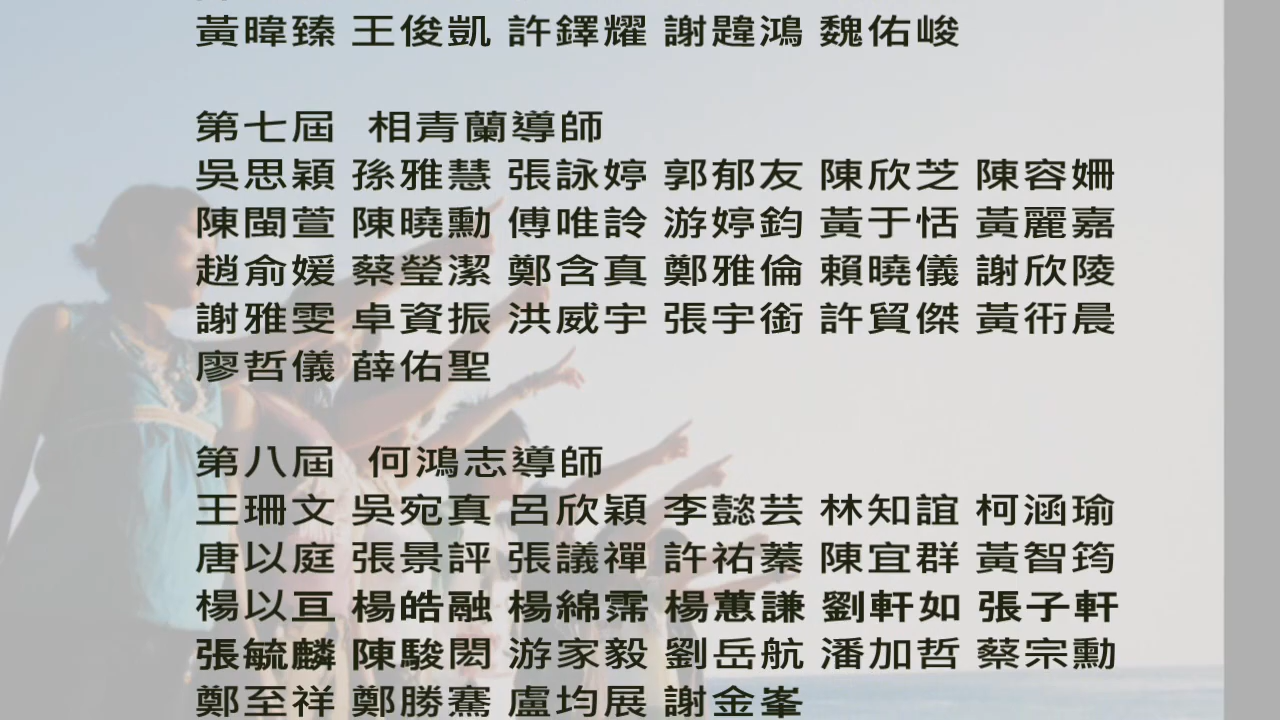 黃暐臻 王俊凱 許鐸耀 謝韙鴻 魏佑峻
第七屆 相青蘭導師
吳思穎 孫雅慧 張詠婷 郭郁友 陳欣芝 陳容姍
陳閩萱 陳曉勳 傅唯詅 游婷鈞 黃于恬 黃麗嘉
趙俞媛 蔡瑩潔 鄭含真 鄭雅倫 賴曉儀 謝欣陵
謝雅雯 卓資振 洪威宇 張宇銜 許貿傑 黃衍晨
廖哲儀 薛佑聖
第八屆 何鴻志導師
王珊文 吳宛真 呂欣穎 李懿芸 林知誼 柯涵瑜
唐以庭 張景評 張議禪 許祐蓁 陳宜群 黃智筠
楊以亘 楊皓融 楊綿霈 楊蕙謙 劉軒如 張子軒
張毓麟 陳駿閎 游家毅 劉岳航 潘加哲 蔡宗勳
鄭至祥 鄭勝騫 盧均展 謝金峯